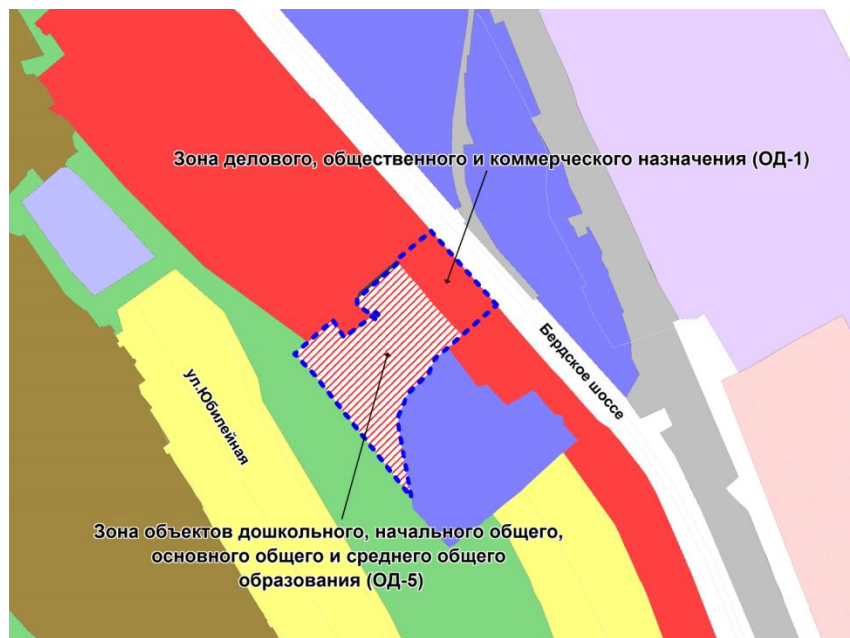 Зона делового, общественного и коммерческого назначения (ОД-1)
Бердское шоссе
ул.Юбилейная
Зона объектов дошкольного, начального общего,
основного общего и среднего общего
образования (ОД-5)